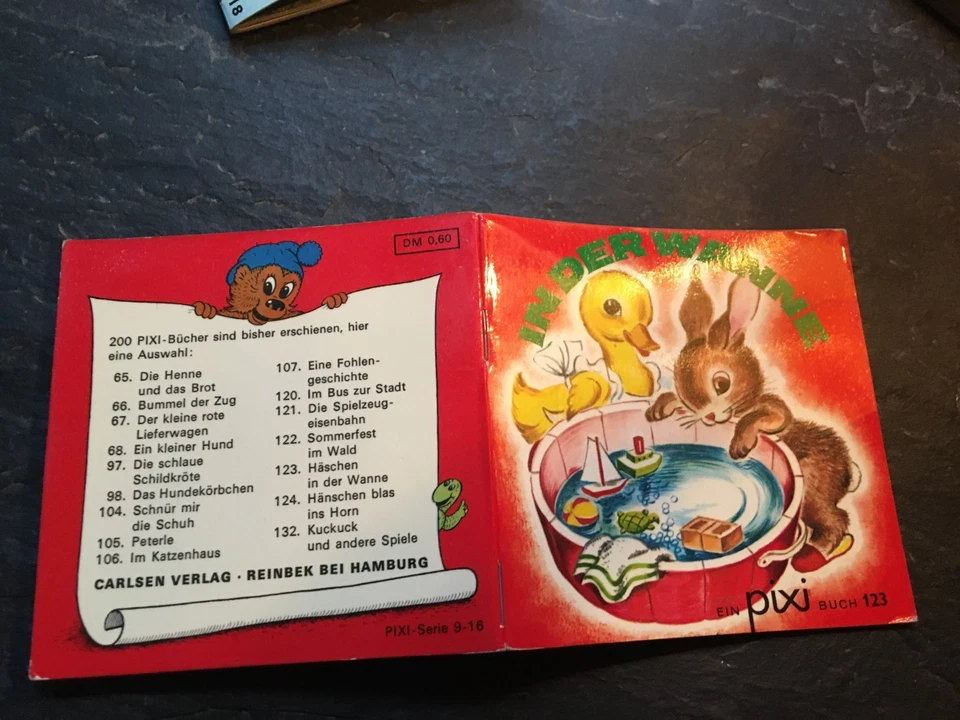 18
DM 0,60
200 PIXI-Bücher sind bisher erschienen, hier
eine Auswahl:
65. Die Henne
und das Brot
66. Bummel der Zug
67. Der kleine rote
Lieferwagen
68. Ein kleiner Hund
97. Die schlaue
Schildkröte
98. Das Hundekörbchen
104. Schnür mir
die Schuh
105. Peterle
106. Im Katzenhaus
107. Eine Fohlen-
geschichte
120. Im Bus zur Stadt
121. Die Spielzeug-
eisenbahn
122. Sommerfest
im Wald
123. Häschen
in der Wanne
124. Hänschen blas
ins Horn
132. Kuckuck
und andere Spiele
CARLSEN VERLAG · REINBEK BEI HAMBURG
PIXI-Serie 9-16
IN DER WANNE
EIN pixi BUCH 123